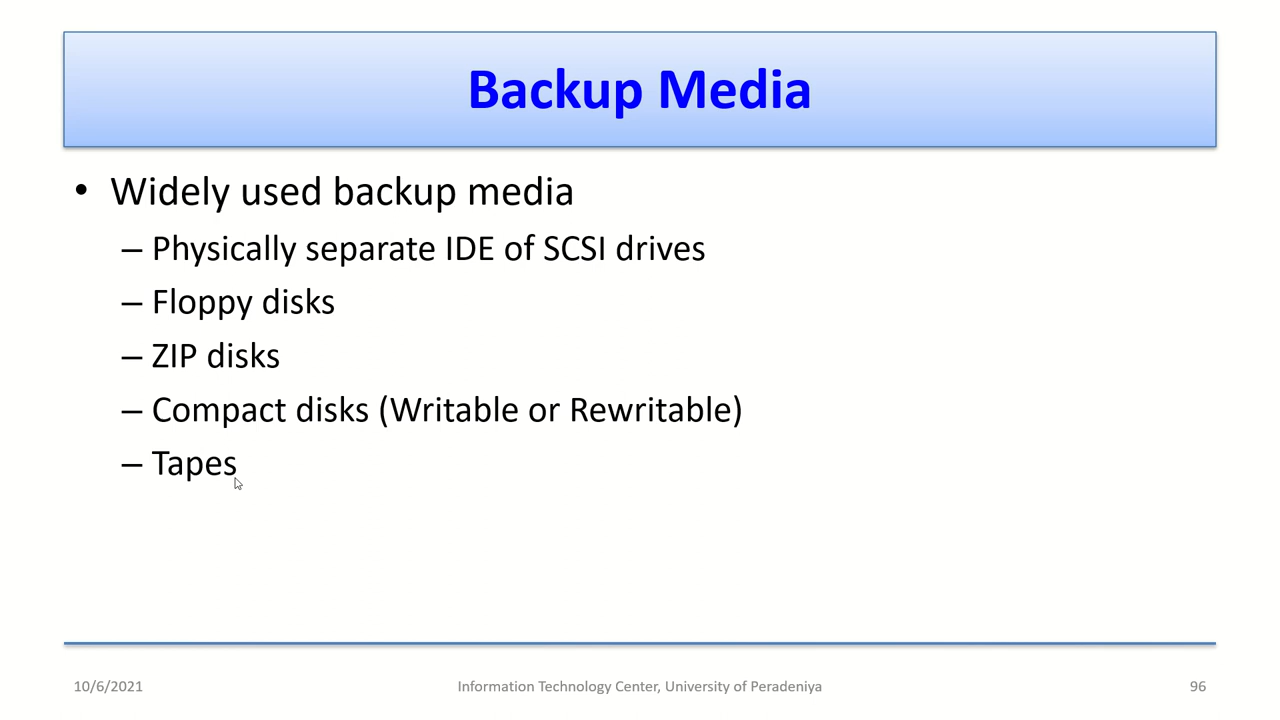 Backup Media
• Widely used backup media
– Physically separate IDE of SCSI drives
– Floppy disks
– ZIP disks
– Compact disks (Writable or Rewritable)
– Tapes
10/6/2021
Information Technology Center, University of Peradeniya
96